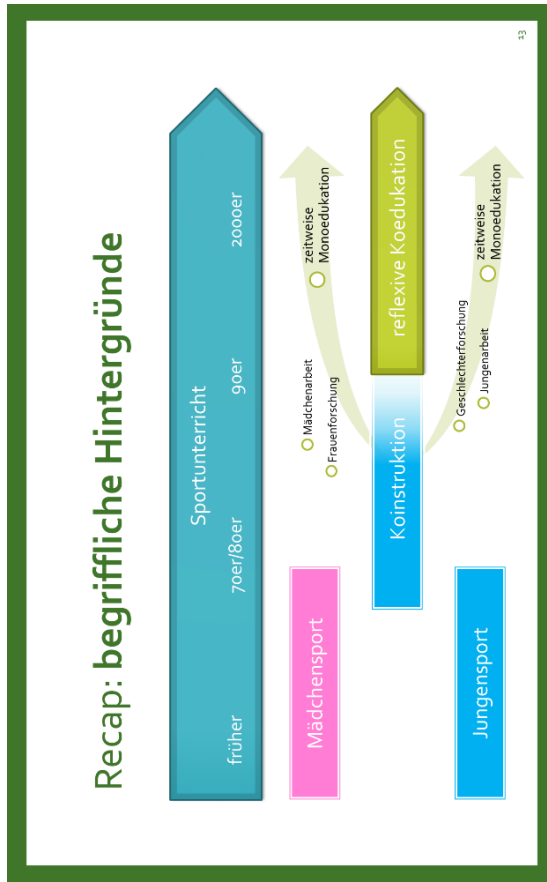 Recap: begriffliche Hintergründe
Sportunterricht
früher
70er/80er
90er
2000er
Mädchensport
Frauenforschung
Mädchenarbeit
zeitweise
Monoedukation
Koinstruktion
reflexive Koedukation
Jungensport
Geschlechterforschung
Jungenarbeit
zeitweise
Monoedukation
13